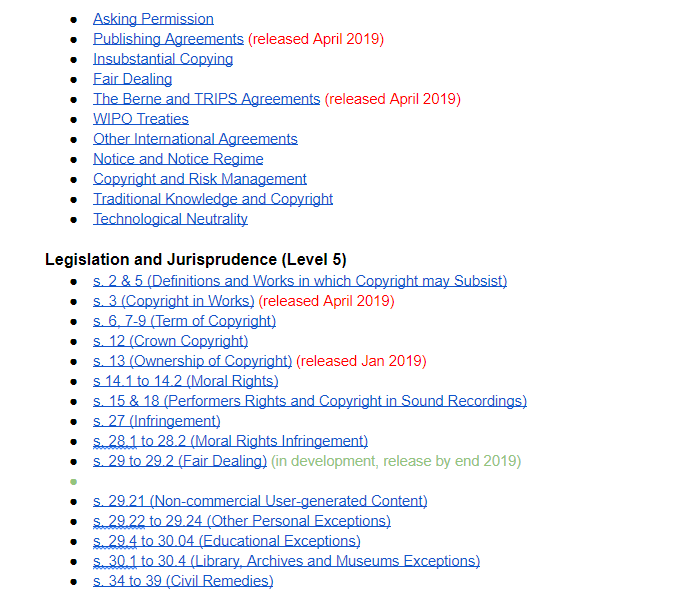 ● Asking Permission
● Publishing Agreements (released April 2019)
● Insubstantial Copying
● Fair Dealing
● The Berne and TRIPS Agreements (released April 2019)
● WIPO Treaties
● Other International Agreements
● Notice and Notice Regime
● Copyright and Risk Management
● Traditional Knowledge and Copyright
● Technological Neutrality
Legislation and Jurisprudence (Level 5)
● s. 2 & 5 (Definitions and Works in which Copyright may Subsist)
● s. 3 (Copyright in Works) (released April 2019)
● s. 6, 7-9 (Term of Copyright)
● s. 12 (Crown Copyright)
● s. 13 (Ownership of Copyright) (released Jan 2019)
● s 14.1 to 14.2 (Moral Rights)
● s. 15 & 18 (Performers Rights and Copyright in Sound Recordings)
● s. 27 (Infringement)
● s. 28.1 to 28.2 (Moral Rights Infringement)
● s. 29 to 29.2 (Fair Dealing) (in development, release by end 2019)
●
● s. 29.21 (Non-commercial User-generated Content)
● s. 29.22 to 29.24 (Other Personal Exceptions)
● s. 29.4 to 30.04 (Educational Exceptions)
● s. 30.1 to 30.4 (Library, Archives and Museums Exceptions)
● s. 34 to 39 (Civil Remedies)